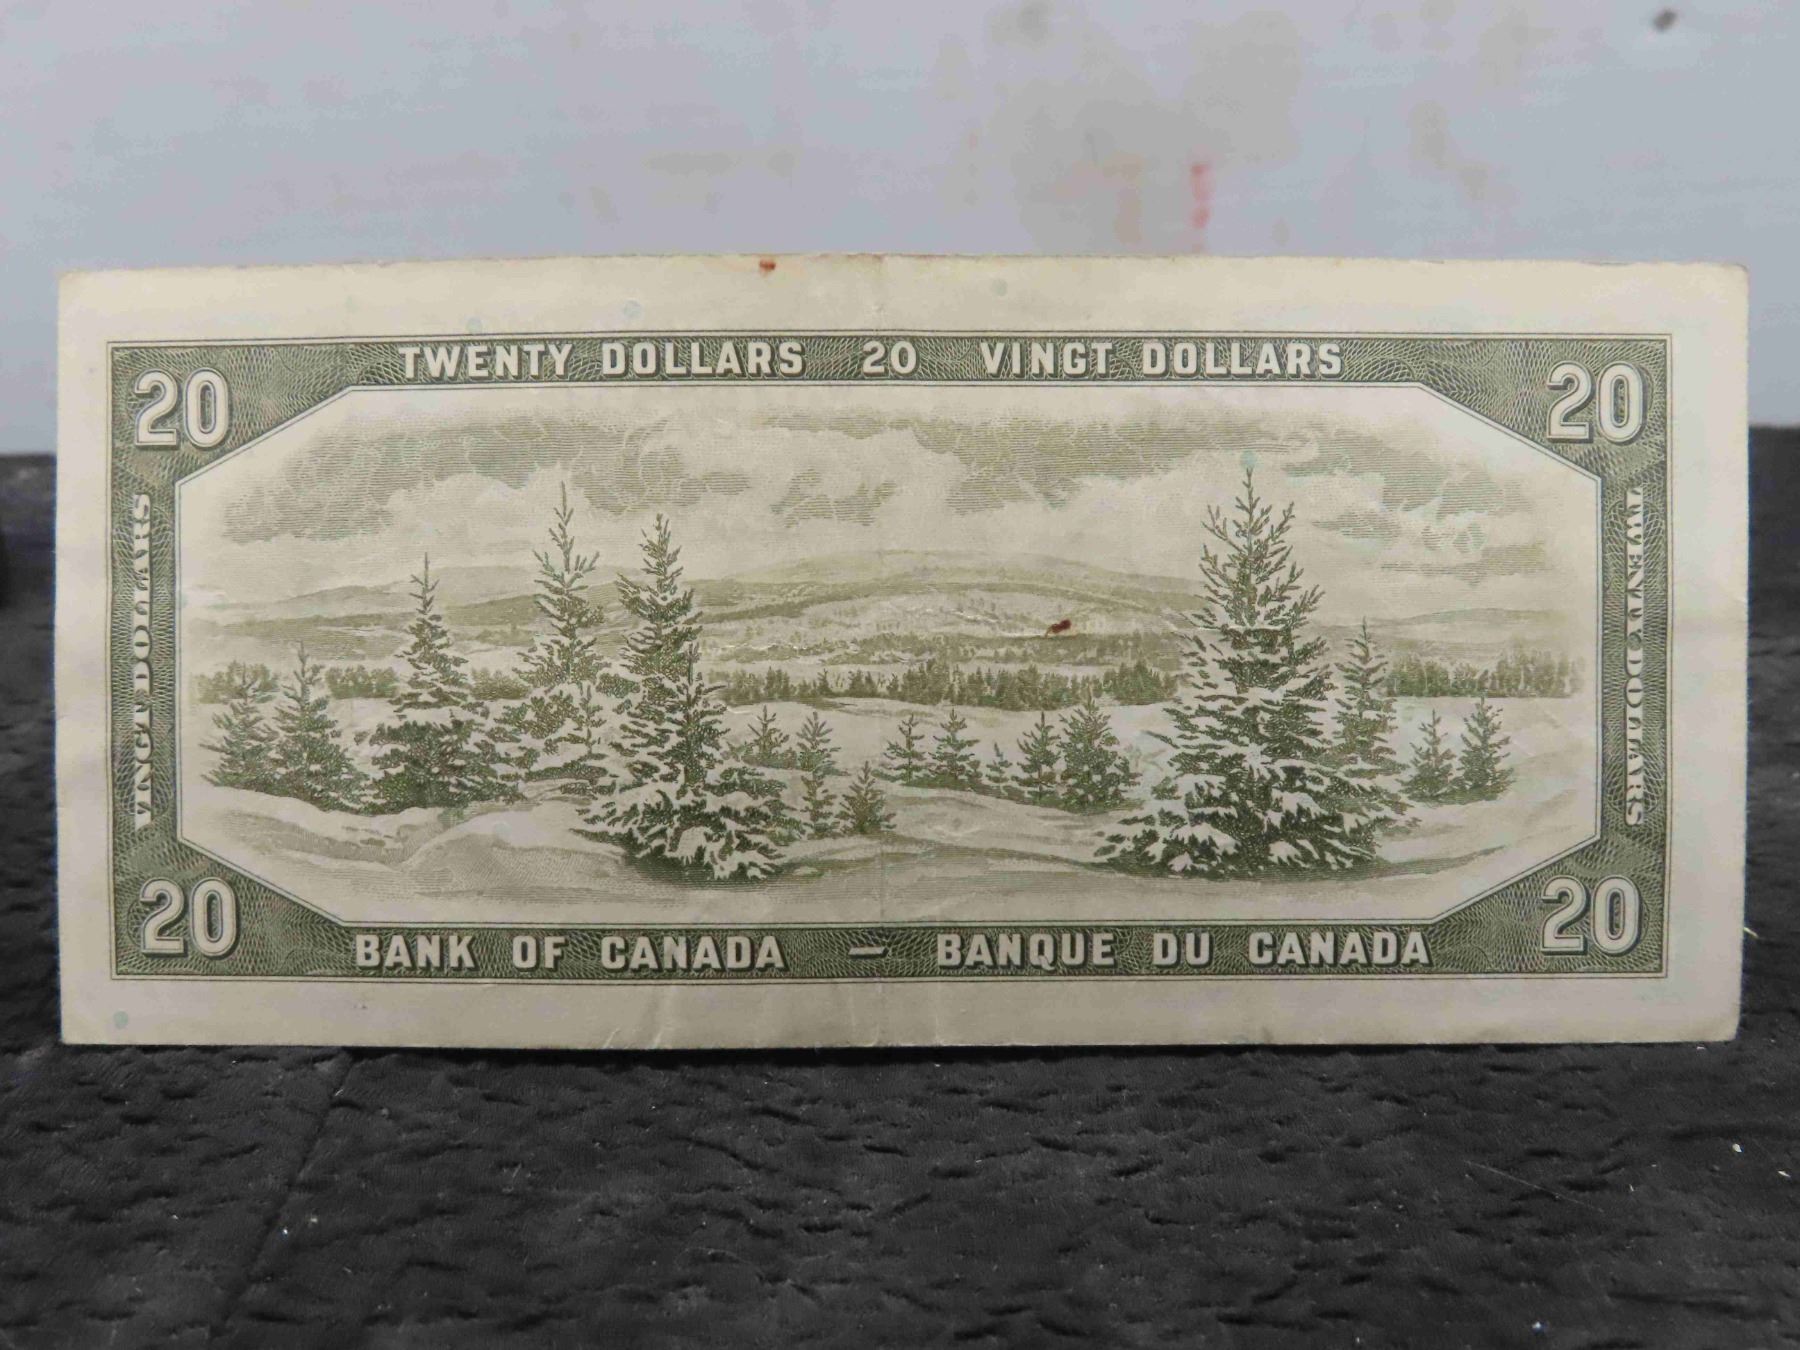 TWENTY DOLLARS 20 VINGT DOLLARS
20
20
VINGT DOLLARS
TWENTY DOLLARS
20
20
BANK OF CANADA — BANQUE DU CANADA